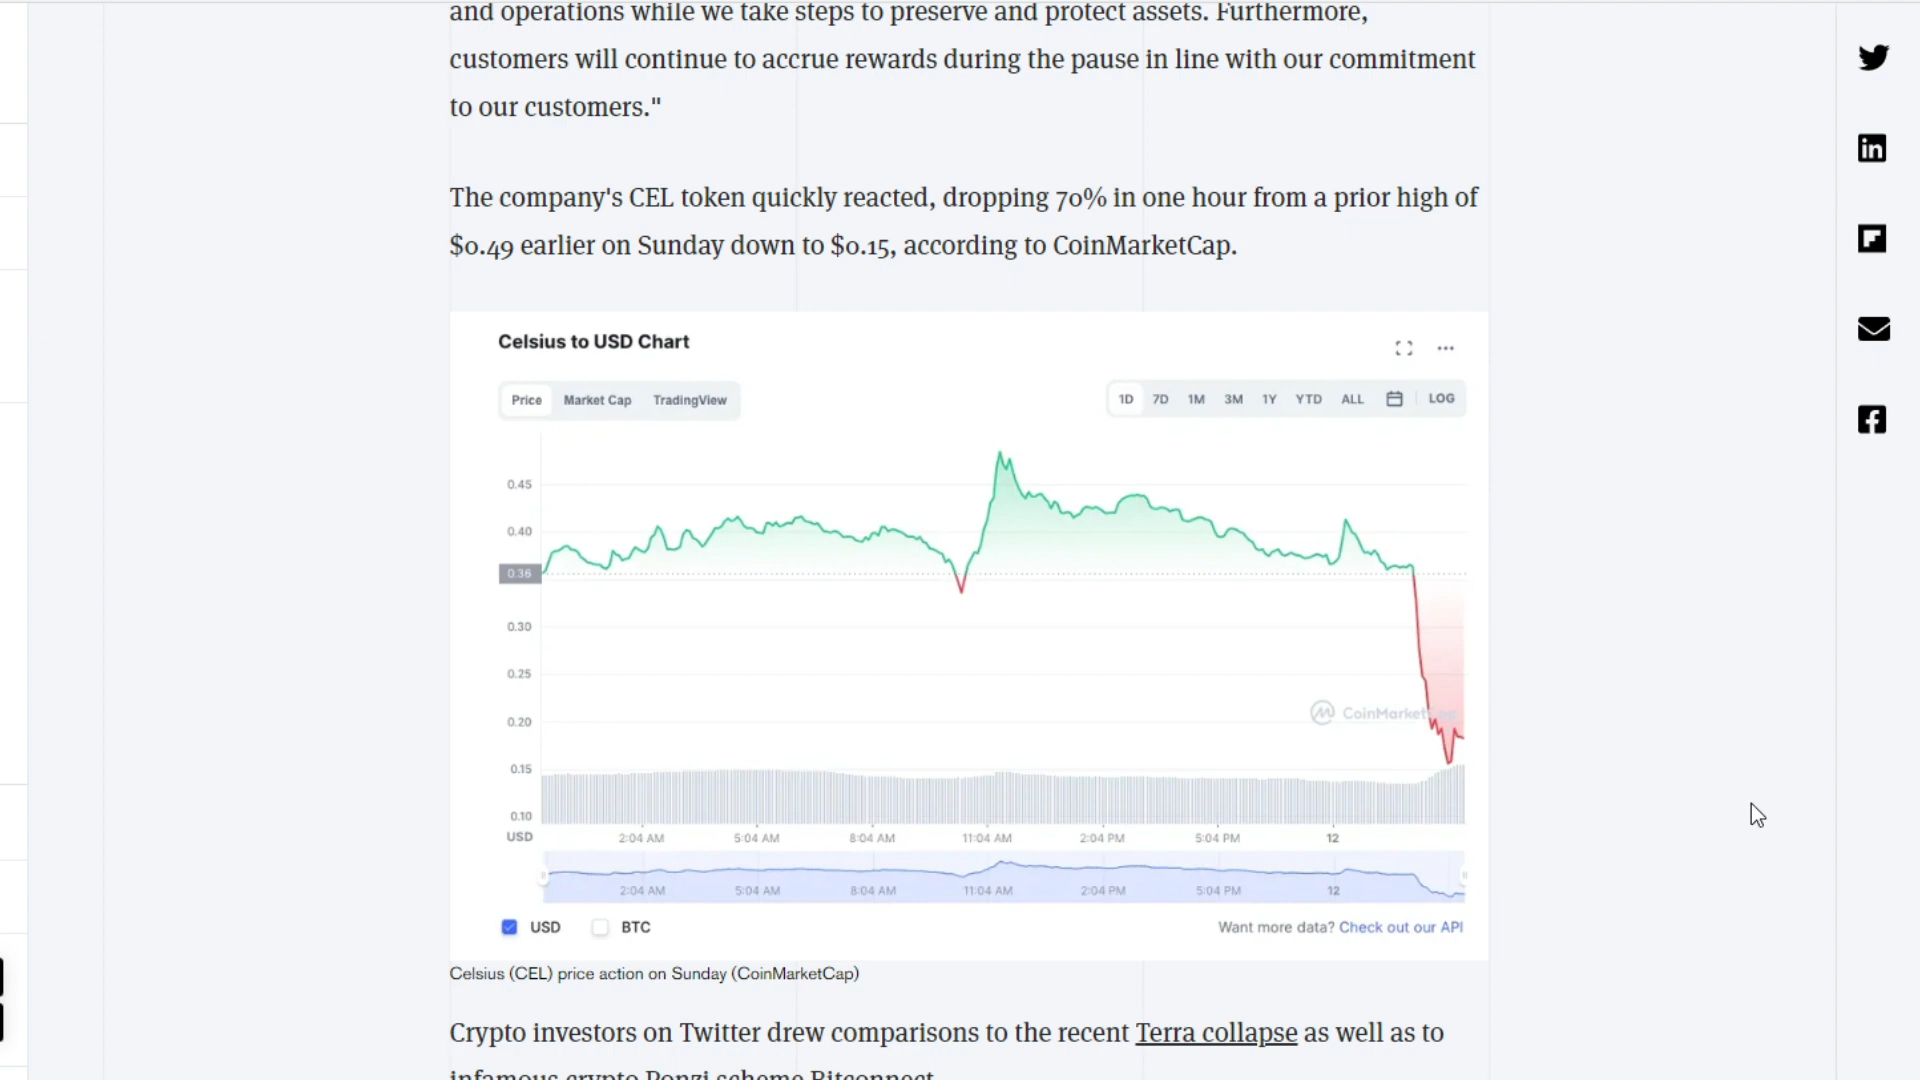 and operations while we take steps to preserve and protect assets. Furthermore,
customers will continue to accrue rewards during the pause in line with our commitment
to our customers."
The company's CEL token quickly reacted, dropping 70% in one hour from a prior high of
$0.49 earlier on Sunday down to $0.15, according to CoinMarketCap.
Celsius to USD Chart
Price Market Cap TradingView
1D 7D 1M 3M 1Y YTD ALL LOG
0.45
0.40
0.36
0.30
0.25
0.20
CoinMarketCap
0.15
0.10
USD
2:04 AM 5:04 AM 8:04 AM 11:04 AM 2:04 PM 5:04 PM 12
2:04 AM 5:04 AM 8:04 AM 11:04 AM 2:04 PM 5:04 PM 12
USD BTC
Want more data? Check out our API
Celsius (CEL) price action on Sunday (CoinMarketCap)
Crypto investors on Twitter drew comparisons to the recent Terra collapse as well as to
infamous crypto Ponzi scheme Bitconnect.